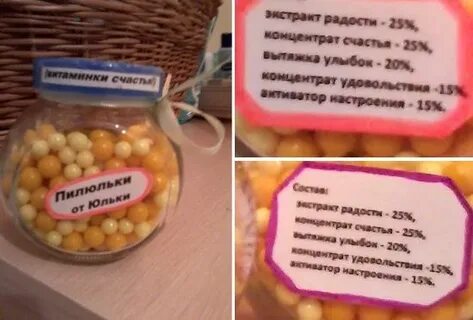 (витаминки счастья)
Пилюльки
от Юльки
экстракт радости - 25%,
концентрат счастья - 25%,
вытяжка улыбок - 20%,
концентрат удовольствия -15%,
активатор настроения - 15%.
Состав:
экстракт радости - 25%,
концентрат счастья - 25%,
вытяжка улыбок - 20%,
концентрат удовольствия -15%,
активатор настроения - 15%.